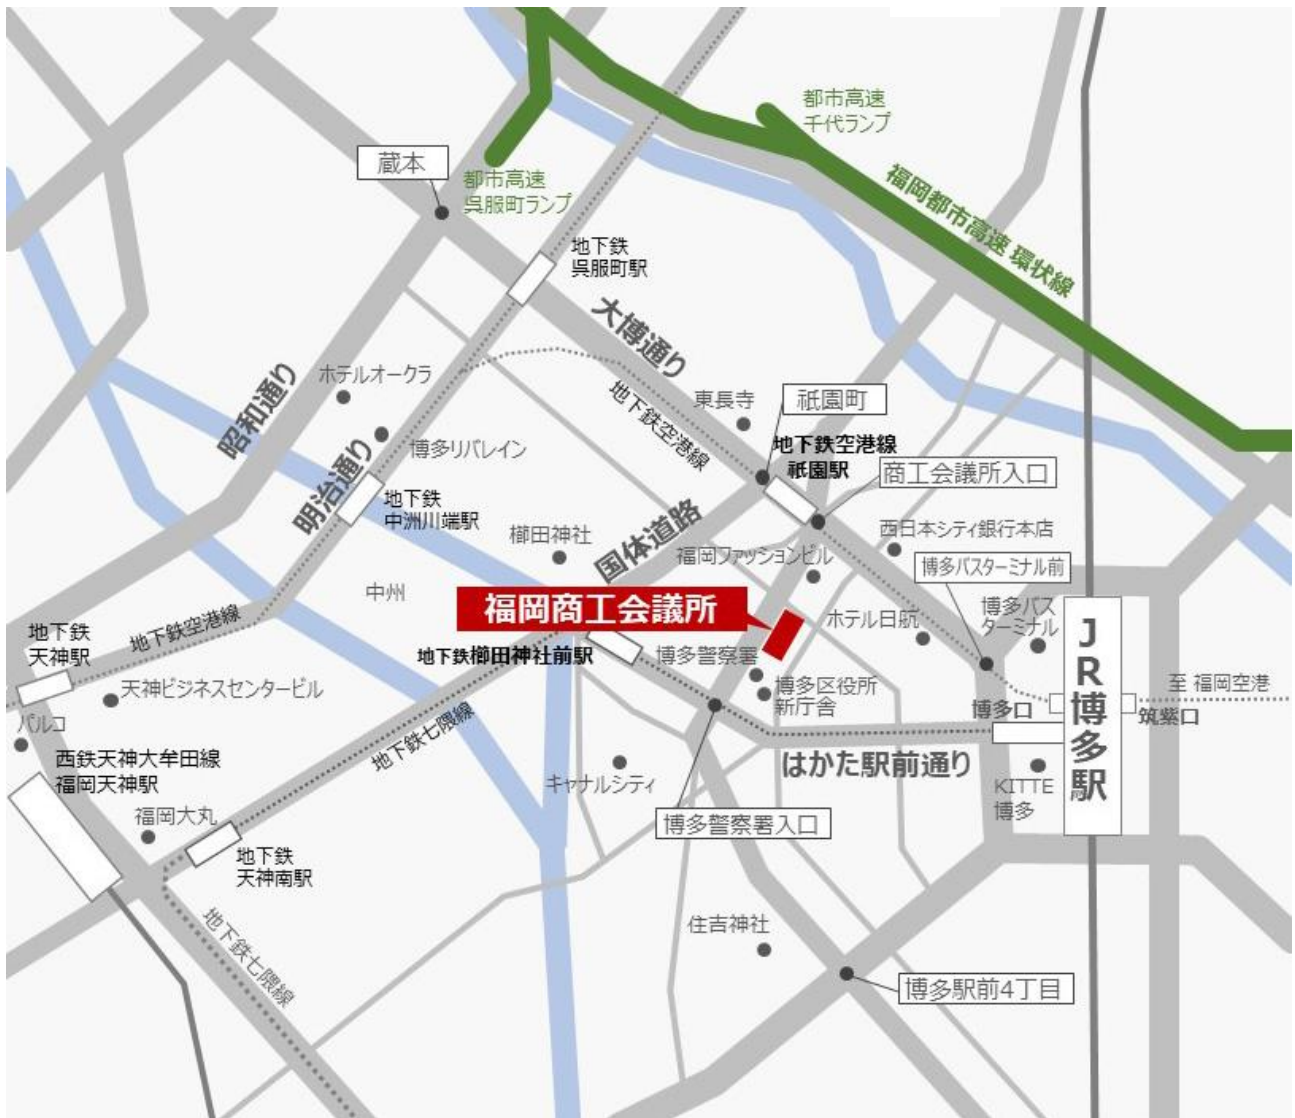 都市高速
千代ランプ
蔵本
都市高速
呉服町ランプ
福岡都市高速 環状線
地下鉄
呉服町駅
大博通り
昭和通り
ホテルオークラ
地下鉄空港線
東長寺
祇園町
明治通り
博多リバレイン
地下鉄空港線
祇園駅
商工会議所入口
地下鉄
中洲川端駅
櫛田神社
国体道路
福岡ファッションビル
西日本シティ銀行本店
博多バスターミナル前
中州
福岡商工会議所
ホテル日航
博多バス
ターミナル
JR博多駅
地下鉄
天神駅
地下鉄空港線
地下鉄櫛田神社前駅
博多警察署
博多区役所
新庁舎
至 福岡空港
天神ビジネスセンタービル
パルコ
博多口
筑紫口
地下鉄七隈線
西鉄天神大牟田線
福岡天神駅
はかた駅前通り
キャナルシティ
KITTE
博多
福岡大丸
博多警察署入口
地下鉄
天神南駅
地下鉄七隈線
住吉神社
博多駅前4丁目